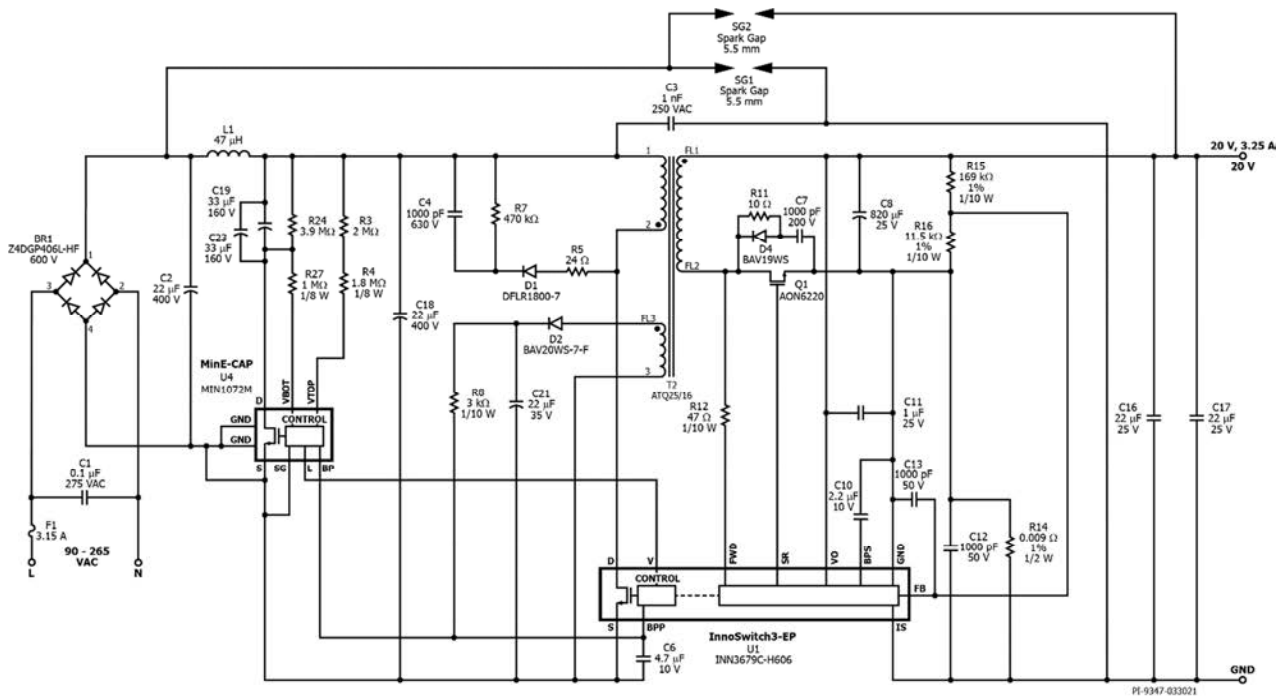 SG2
Spark Gap
5.5 mm
SG1
Spark Gap
5.5 mm
C3
1 nF
250 VAC
L1
47 µH
20 V, 3.25 A
20 V
1
FL1
R15
169 kΩ
1%
1/10 W
C19
33 µF
160 V
C23
33 µF
160 V
R24
3.9 MΩ
R3
2 MΩ
C4
1000 pF
630 V
R7
470 kΩ
R11
10 Ω
C7
1000 pF
200 V
C8
820 µF
25 V
R16
11.5 kΩ
1%
1/10 W
D4
BAV19WS
2
BR1
Z4DGP406L-HF
600 V
1
3
2
4
R5
24 Ω
FL2
D1
DFLR1800-7
Q1
AON6220
R27
1 MΩ
1/8 W
R4
1.8 MΩ
1/8 W
C2
22 µF
400 V
C18
22 µF
400 V
FL3
D2
BAV20WS-7-F
3
T2
ATQ25/16
MinE-CAP
U4
MIN1072M
D
VBOT
VTOP
CONTROL
GND
GND
S
SG
L
BP
R8
3 kΩ
1/10 W
C21
22 µF
35 V
R12
47 Ω
1/10 W
C11
1 µF
25 V
C16
22 µF
25 V
C17
22 µF
25 V
C1
0.1 µF
275 VAC
C13
1000 pF
50 V
C10
2.2 µF
10 V
F1
3.15 A
90 - 265
VAC
L
N
C12
1000 pF
50 V
R14
0.009 Ω
1%
1/2 W
D
V
FWD
SR
VO
BPS
GND
CONTROL
FB
S
BPP
IS
InnoSwitch3-EP
U1
INN3679C-H606
C6
4.7 µF
10 V
GND
PI-9347-033021